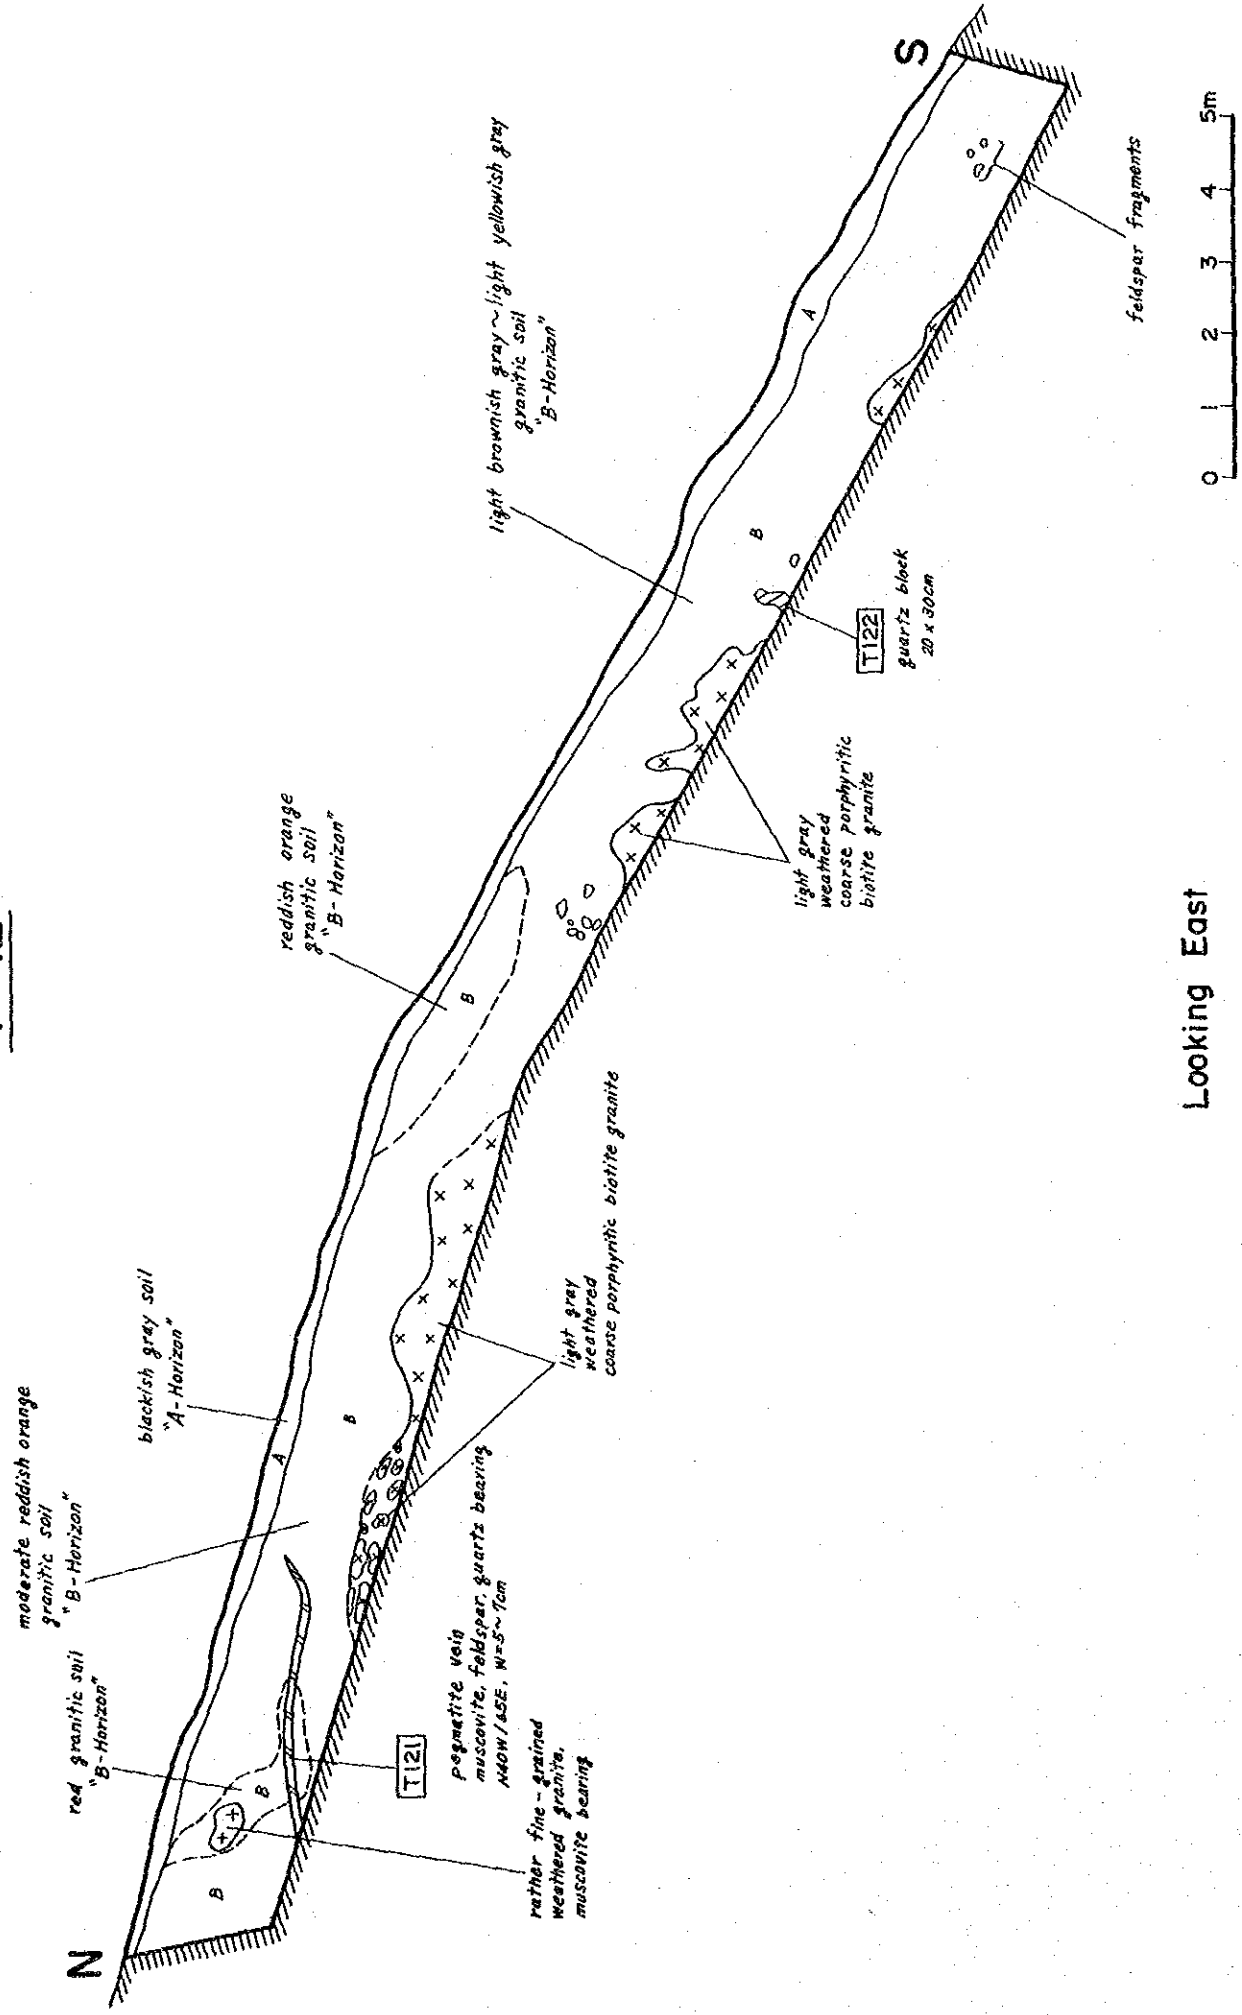 N
red granitic soil
"B-Horizon"
moderate reddish orange
granitic soil
"B-Horizon"
blackish gray soil
"A-Horizon"
reddish orange
granitic soil
"B-Horizon"
light brownish gray ~ light yellowish gray
granitic soil
"B-Horizon"
S
A
A
B
B
B
B
B
rather fine-grained
weathered granite,
muscovite bearing
T121
pegmatite vein
muscovite, feldspar, quartz bearing
W=5~7cm
light gray
weathered
coarse porphyritic biotite granite
light gray
weathered
coarse porphyritic
biotite granite
T122
quartz block
20 x 30cm
feldspar fragments
Looking East
0 1 2 3 4 5m